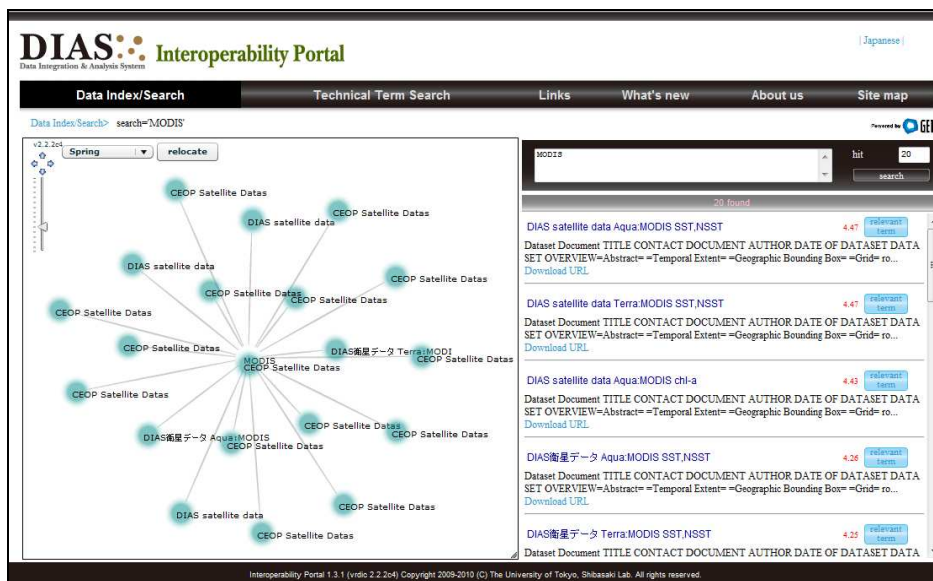 DIAS Interoperability Portal
Data Integration & Analysis System
| Japanese |
Data Index/Search Technical Term Search Links What's new About us Site map
Data Index/Search> search='MODIS'
Powered by
v2.2.2c4
Spring relocate
MODIS
hit 20
search
20 found
CEOP Satellite Datas
DIAS satellite data
CEOP Satellite Datas
DIAS satellite data
CEOP Satellite Datas
CEOP Satellite Datas
CEOP Satellite Datas
CEOP Satellite Datas
CEOP Satellite Datas
DIAS衛星データ Terra:MODI
CEOP Satellite Datas
MODIS
CEOP Satellite Datas
CEOP Satellite Datas
CEOP Satellite Datas
CEOP Satellite Datas
DIAS衛星データ Aqua:MODIS
CEOP Satellite Datas
CEOP Satellite Datas
DIAS satellite data
CEOP Satellite Datas
DIAS satellite data Aqua:MODIS SST,NSST 4.47 relevant term
Dataset Document TITLE CONTACT DOCUMENT AUTHOR DATE OF DATASET DATA
SET OVERVIEW=Abstract= =Temporal Extent= =Geographic Bounding Box= =Grid= ro...
Download URL
DIAS satellite data Terra:MODIS SST,NSST 4.47 relevant term
Dataset Document TITLE CONTACT DOCUMENT AUTHOR DATE OF DATASET DATA
SET OVERVIEW=Abstract= =Temporal Extent= =Geographic Bounding Box= =Grid= ro...
Download URL
DIAS satellite data Aqua:MODIS chl-a 4.43 relevant term
Dataset Document TITLE CONTACT DOCUMENT AUTHOR DATE OF DATASET DATA
SET OVERVIEW=Abstract= =Temporal Extent= =Geographic Bounding Box= =Grid= ro...
Download URL
DIAS衛星データ Aqua:MODIS SST,NSST 4.26 relevant term
Dataset Document TITLE CONTACT DOCUMENT AUTHOR DATE OF DATASET DATA
SET OVERVIEW=Abstract= =Temporal Extent= =Geographic Bounding Box= =Grid= ro...
Download URL
DIAS衛星データ Terra:MODIS SST,NSST 4.25 relevant term
Dataset Document TITLE CONTACT DOCUMENT AUTHOR DATE OF DATASET DATA
Interoperability Portal 1.3.1 (vrdic 2.2.2c4) Copyright 2009-2010 (C) The University of Tokyo, Shibasaki Lab. All rights reserved.